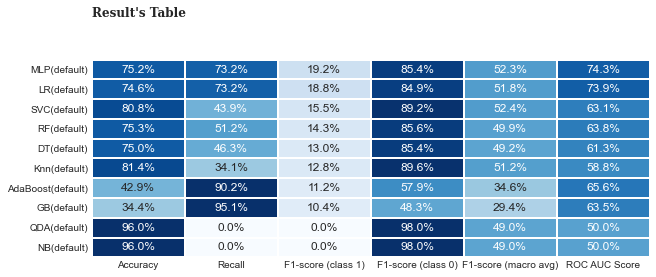 Result's Table
MLP(default) 75.2% 73.2% 19.2% 85.4% 52.3% 74.3%
LR(default) 74.6% 73.2% 18.8% 84.9% 51.8% 73.9%
SVC(default) 80.8% 43.9% 15.5% 89.2% 52.4% 63.1%
RF(default) 75.3% 51.2% 14.3% 85.6% 49.9% 63.8%
DT(default) 75.0% 46.3% 13.0% 85.4% 49.2% 61.3%
Knn(default) 81.4% 34.1% 12.8% 89.6% 51.2% 58.8%
AdaBoost(default) 42.9% 90.2% 11.2% 57.9% 34.6% 65.6%
GB(default) 34.4% 95.1% 10.4% 48.3% 29.4% 63.5%
QDA(default) 96.0% 0.0% 0.0% 98.0% 49.0% 50.0%
NB(default) 96.0% 0.0% 0.0% 98.0% 49.0% 50.0%
Accuracy Recall F1-score (class 1) F1-score (class 0) F1-score (macro avg) ROC AUC Score